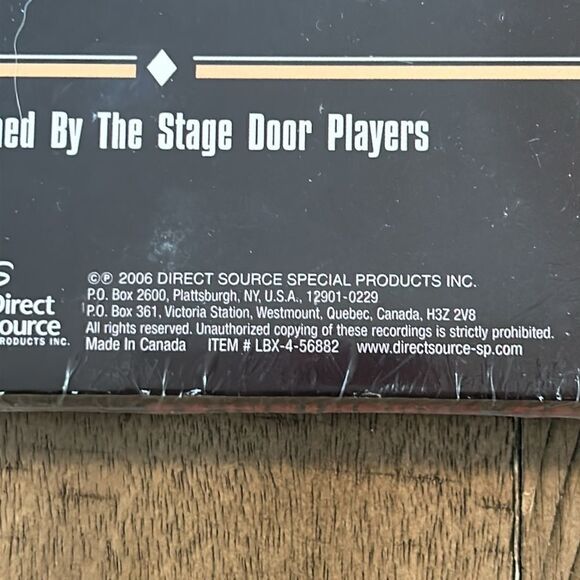 ned By The Stage Door Players
Direct
Source
PRODUCTS INC.
©℗ 2006 DIRECT SOURCE SPECIAL PRODUCTS INC.
P.O. Box 2600, Plattsburgh, NY, U.S.A., 12901-0229
P.O. Box 361, Victoria Station, Westmount, Quebec, Canada, H3Z 2V8
All rights reserved. Unauthorized copying of these recordings is strictly prohibited.
Made In Canada ITEM # LBX-4-56882 www.directsource-sp.com